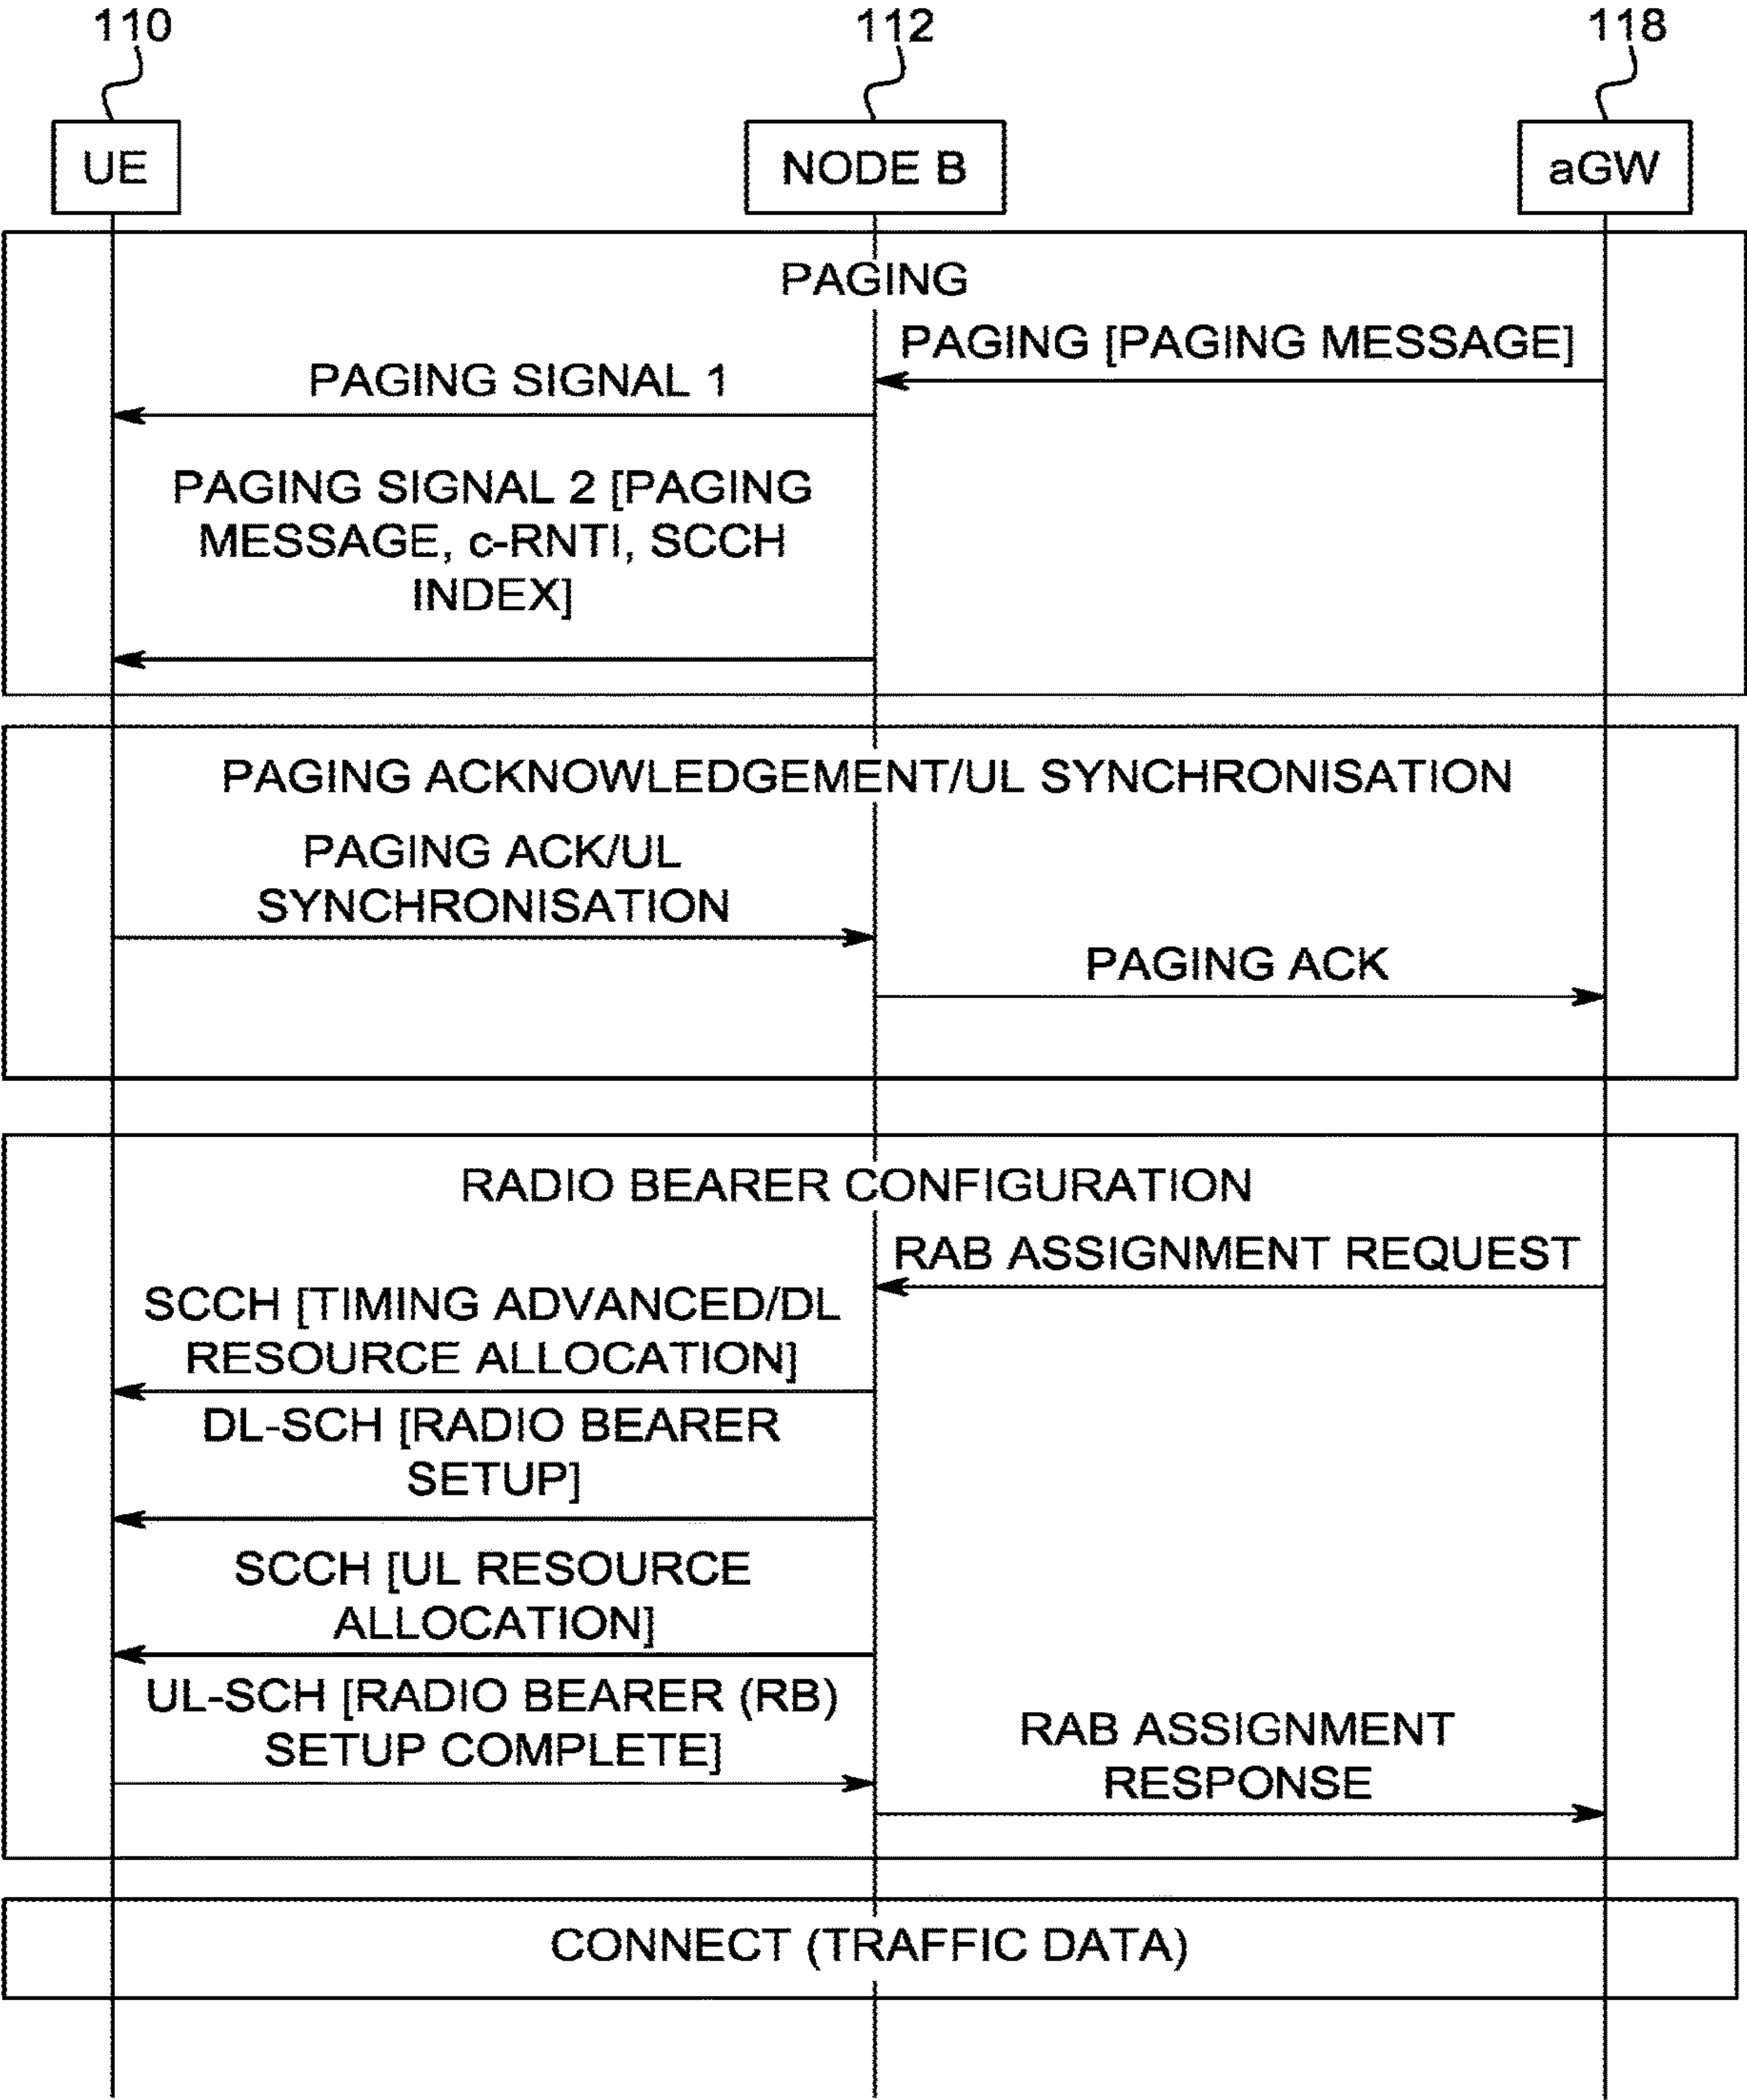 110
112
118
UE
NODE B
aGW
PAGING
PAGING [PAGING MESSAGE]
PAGING SIGNAL 1
PAGING SIGNAL 2 [PAGING
MESSAGE, c-RNTI, SCCH
INDEX]
PAGING ACKNOWLEDGEMENT/UL SYNCHRONISATION
PAGING ACK/UL
SYNCHRONISATION
PAGING ACK
RADIO BEARER CONFIGURATION
RAB ASSIGNMENT REQUEST
SCCH [TIMING ADVANCED/DL
RESOURCE ALLOCATION]
DL-SCH [RADIO BEARER
SETUP]
SCCH [UL RESOURCE
ALLOCATION]
UL-SCH [RADIO BEARER (RB)
SETUP COMPLETE]
RAB ASSIGNMENT
RESPONSE
CONNECT (TRAFFIC DATA)